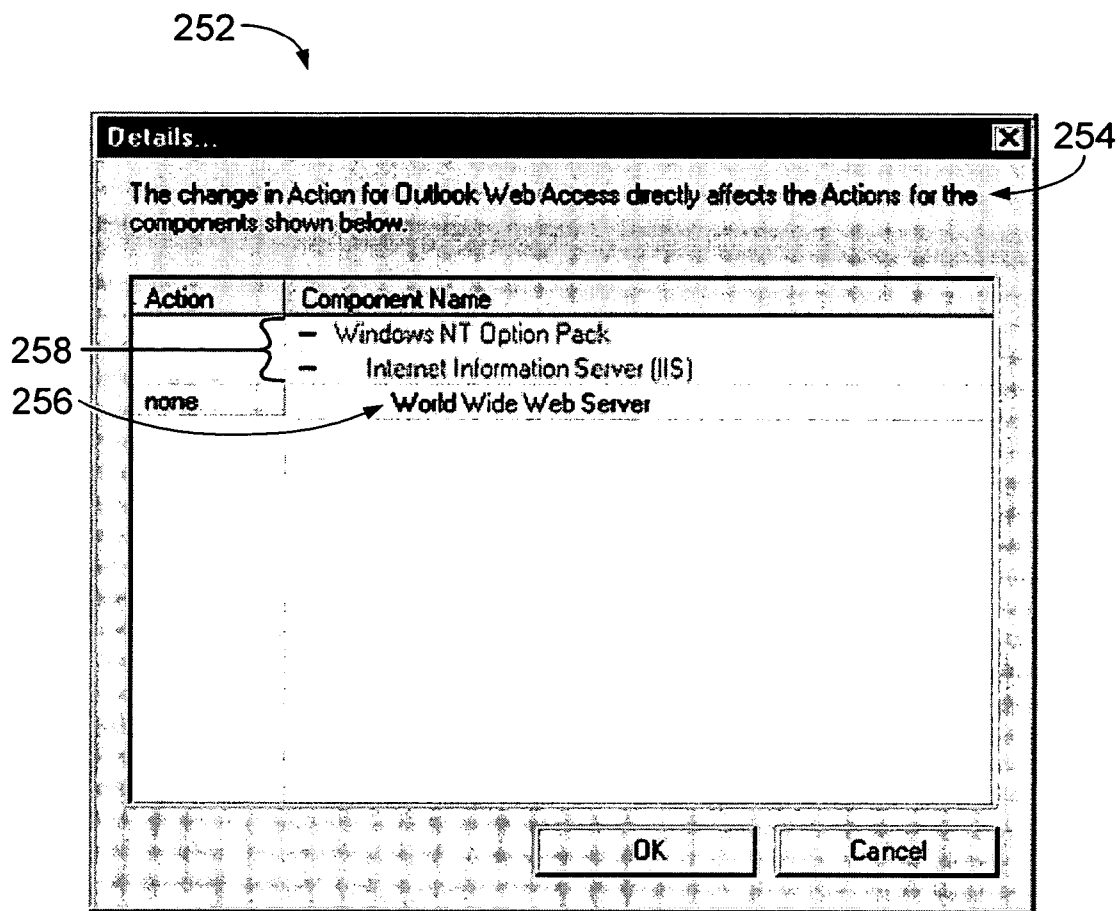 252
Details...
254
The change in Action for Outlook Web Access directly affects the Actions for the
components shown below.
Action Component Name
258
– Windows NT Option Pack
– Internet Information Server (IIS)
256
none World Wide Web Server
OK Cancel